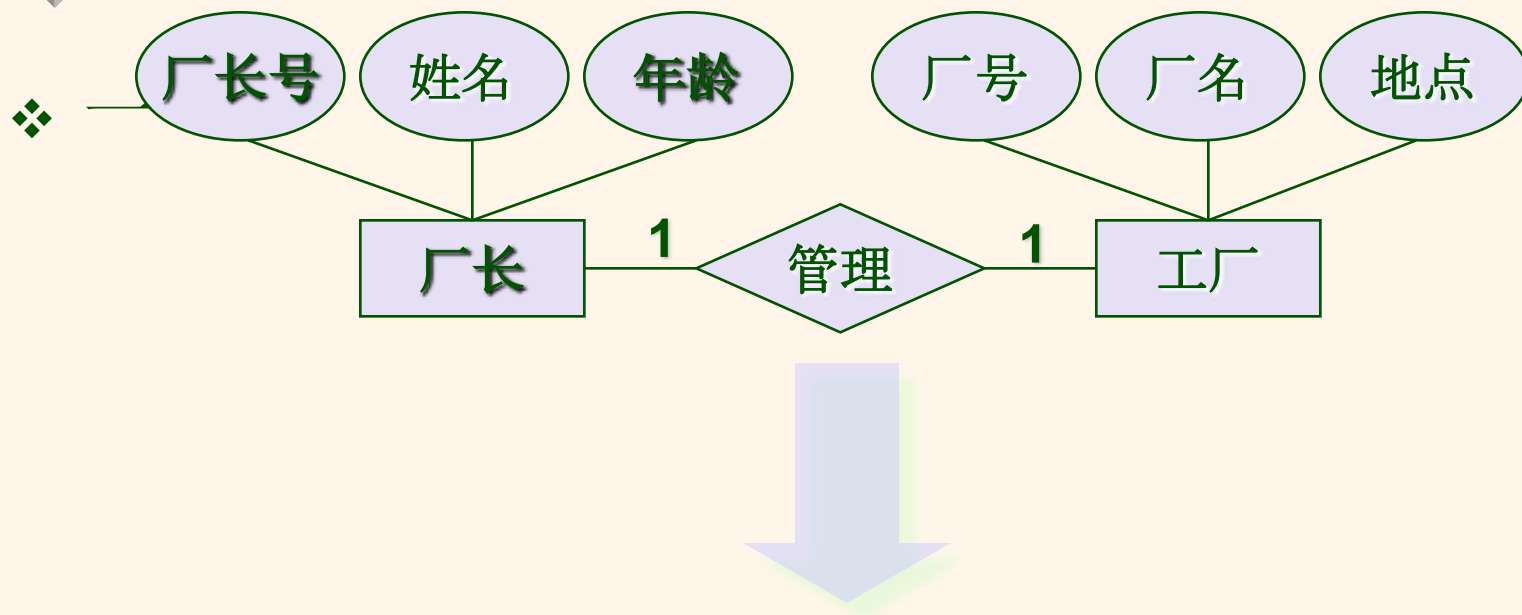 厂长号 姓名 年龄 厂号 厂名 地点
厂长 1 管理 1 工厂